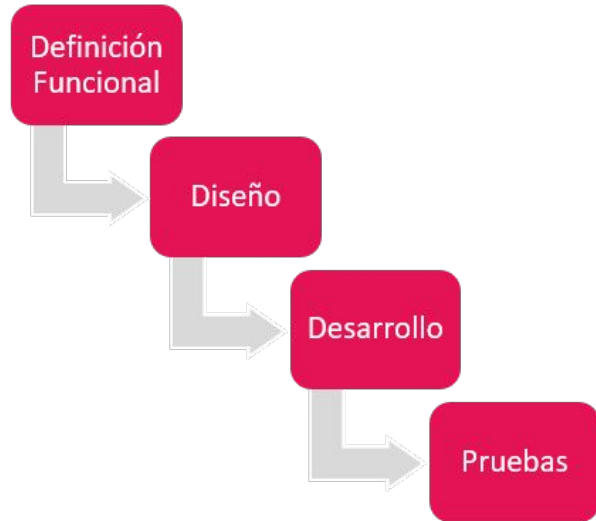 Definición
Funcional
Diseño
Desarrollo
Pruebas